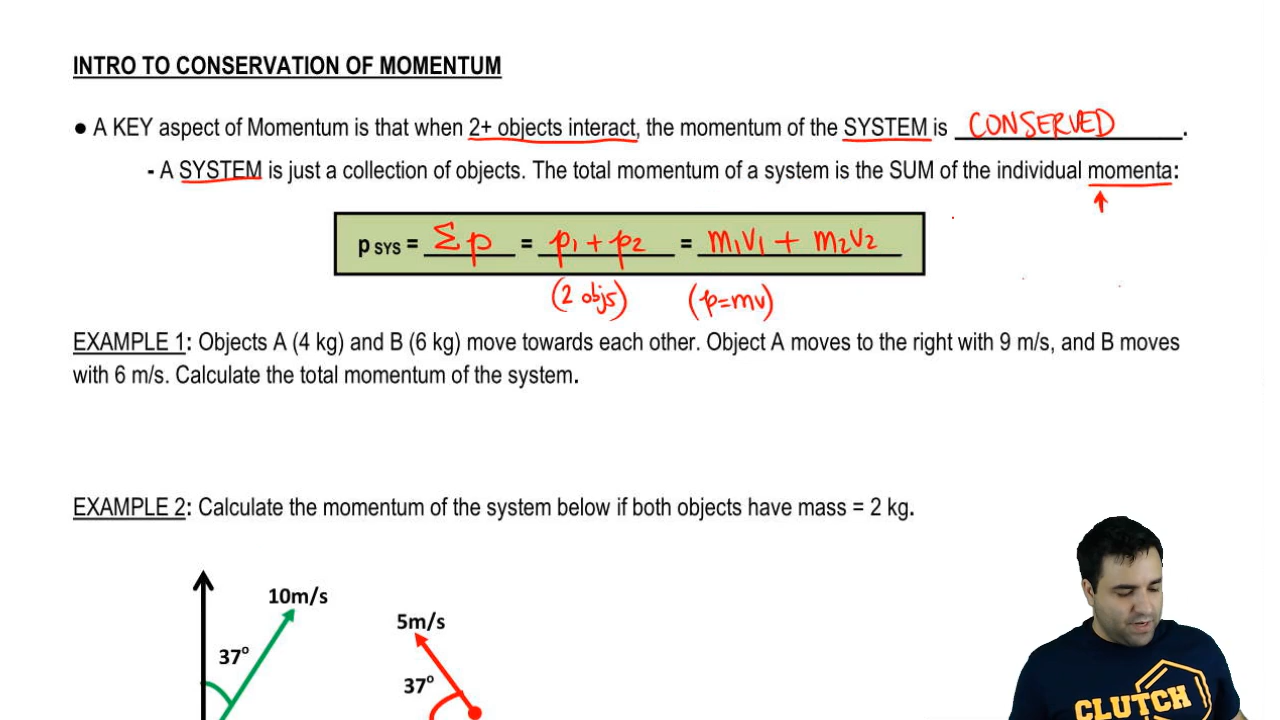 INTRO TO CONSERVATION OF MOMENTUM
● A KEY aspect of Momentum is that when 2+ objects interact, the momentum of the SYSTEM is CONSERVED.
- A SYSTEM is just a collection of objects. The total momentum of a system is the SUM of the individual momenta:
p SYS = Σp = p1 + p2 = m1v1 + m2v2
(2 objs) (p=mv)
EXAMPLE 1: Objects A (4 kg) and B (6 kg) move towards each other. Object A moves to the right with 9 m/s, and B moves
with 6 m/s. Calculate the total momentum of the system.
EXAMPLE 2: Calculate the momentum of the system below if both objects have mass = 2 kg.
10m/s
5m/s
37°
37°
CLUTCH